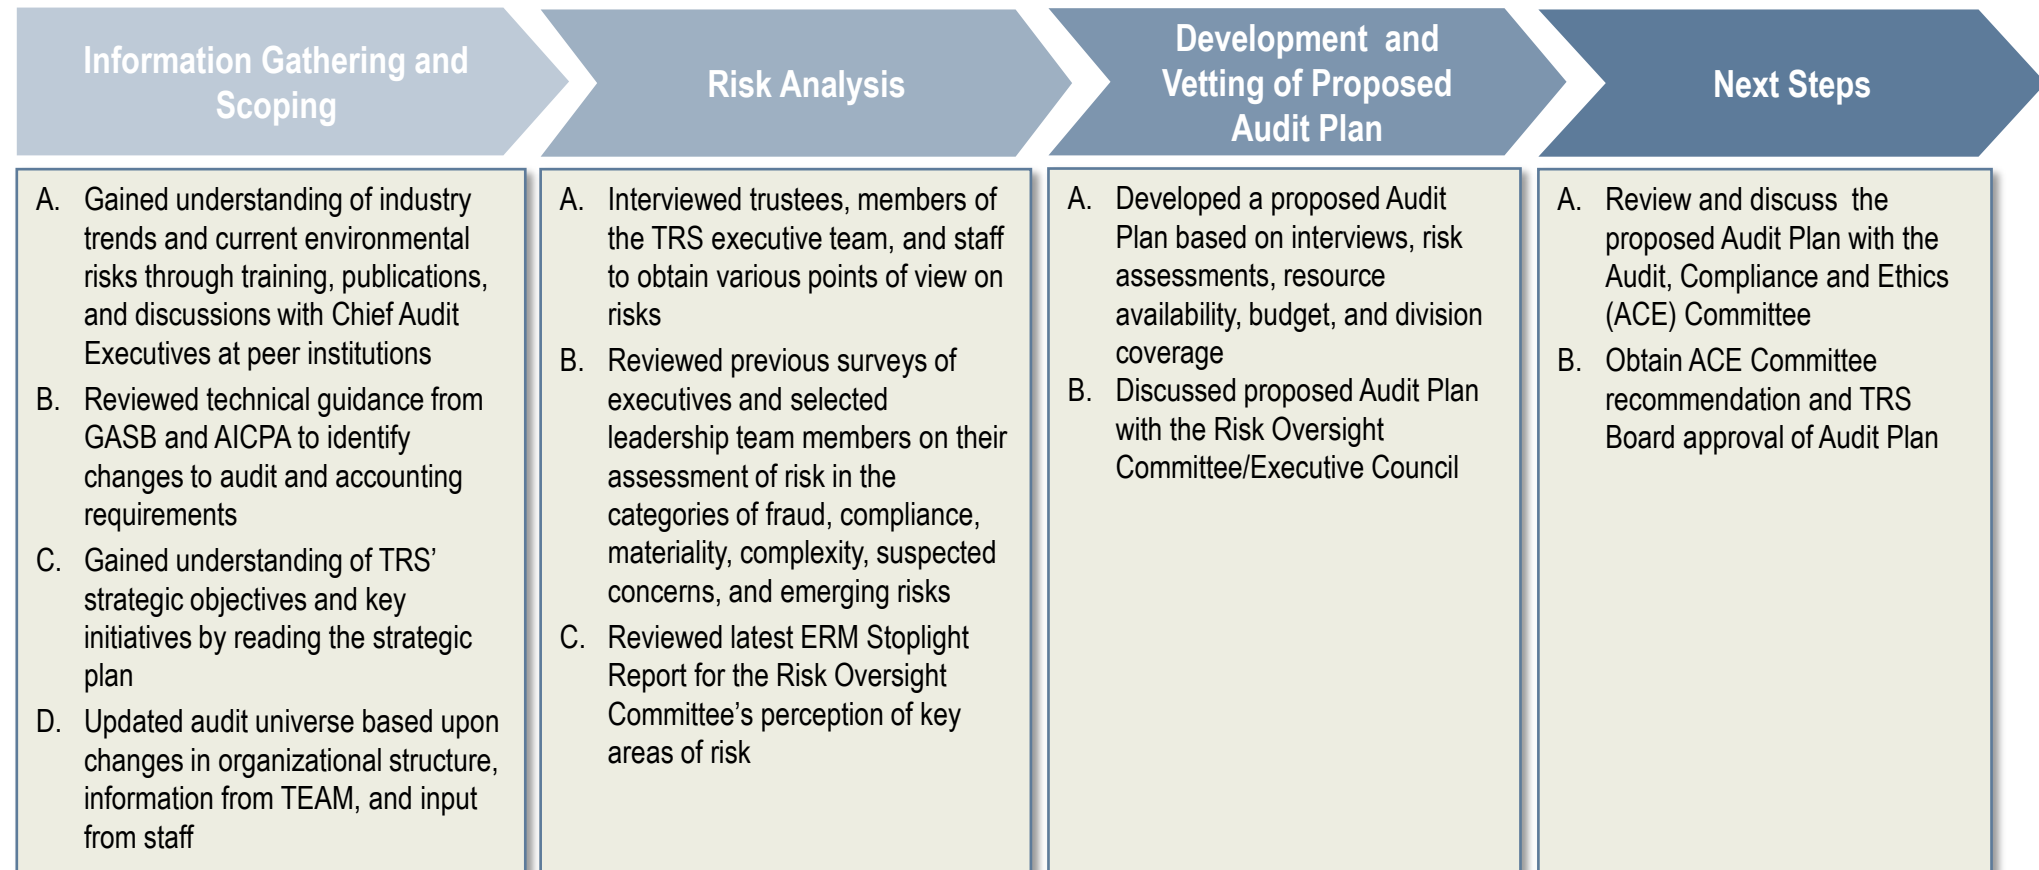 Information Gathering and
Scoping
Risk Analysis
Development and
Vetting of Proposed
Audit Plan
Next Steps
A. Gained understanding of industry
trends and current environmental
risks through training, publications,
and discussions with Chief Audit
Executives at peer institutions
B. Reviewed technical guidance from
GASB and AICPA to identify
changes to audit and accounting
requirements
C. Gained understanding of TRS’
strategic objectives and key
initiatives by reading the strategic
plan
D. Updated audit universe based upon
changes in organizational structure,
information from TEAM, and input
from staff
A. Interviewed trustees, members of
the TRS executive team, and staff
to obtain various points of view on
risks
B. Reviewed previous surveys of
executives and selected
leadership team members on their
assessment of risk in the
categories of fraud, compliance,
materiality, complexity, suspected
concerns, and emerging risks
C. Reviewed latest ERM Stoplight
Report for the Risk Oversight
Committee’s perception of key
areas of risk
A. Developed a proposed Audit
Plan based on interviews, risk
assessments, resource
availability, budget, and division
coverage
B. Discussed proposed Audit Plan
with the Risk Oversight
Committee/Executive Council
A. Review and discuss the
proposed Audit Plan with the
Audit, Compliance and Ethics
(ACE) Committee
B. Obtain ACE Committee
recommendation and TRS
Board approval of Audit Plan